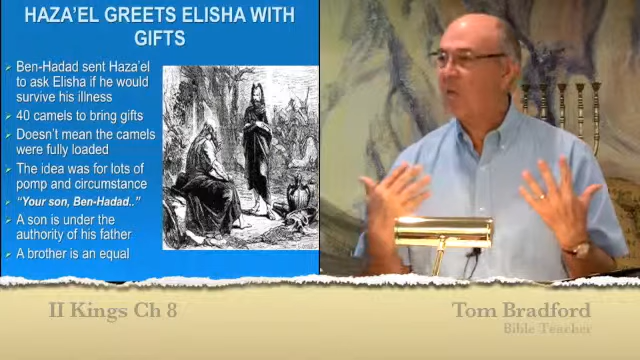 HAZA'EL GREETS ELISHA WITH
GIFTS
Ben-Hadad sent Haza'el
to ask Elisha if he would
survive his illness
40 camels to bring gifts
Doesn't mean the camels
were fully loaded
The idea was for lots of
pomp and circumstance
"Your son, Ben-Hadad.."
A son is under the
authority of his father
A brother is an equal
II Kings Ch 8
Tom Bradford
Bible Teacher